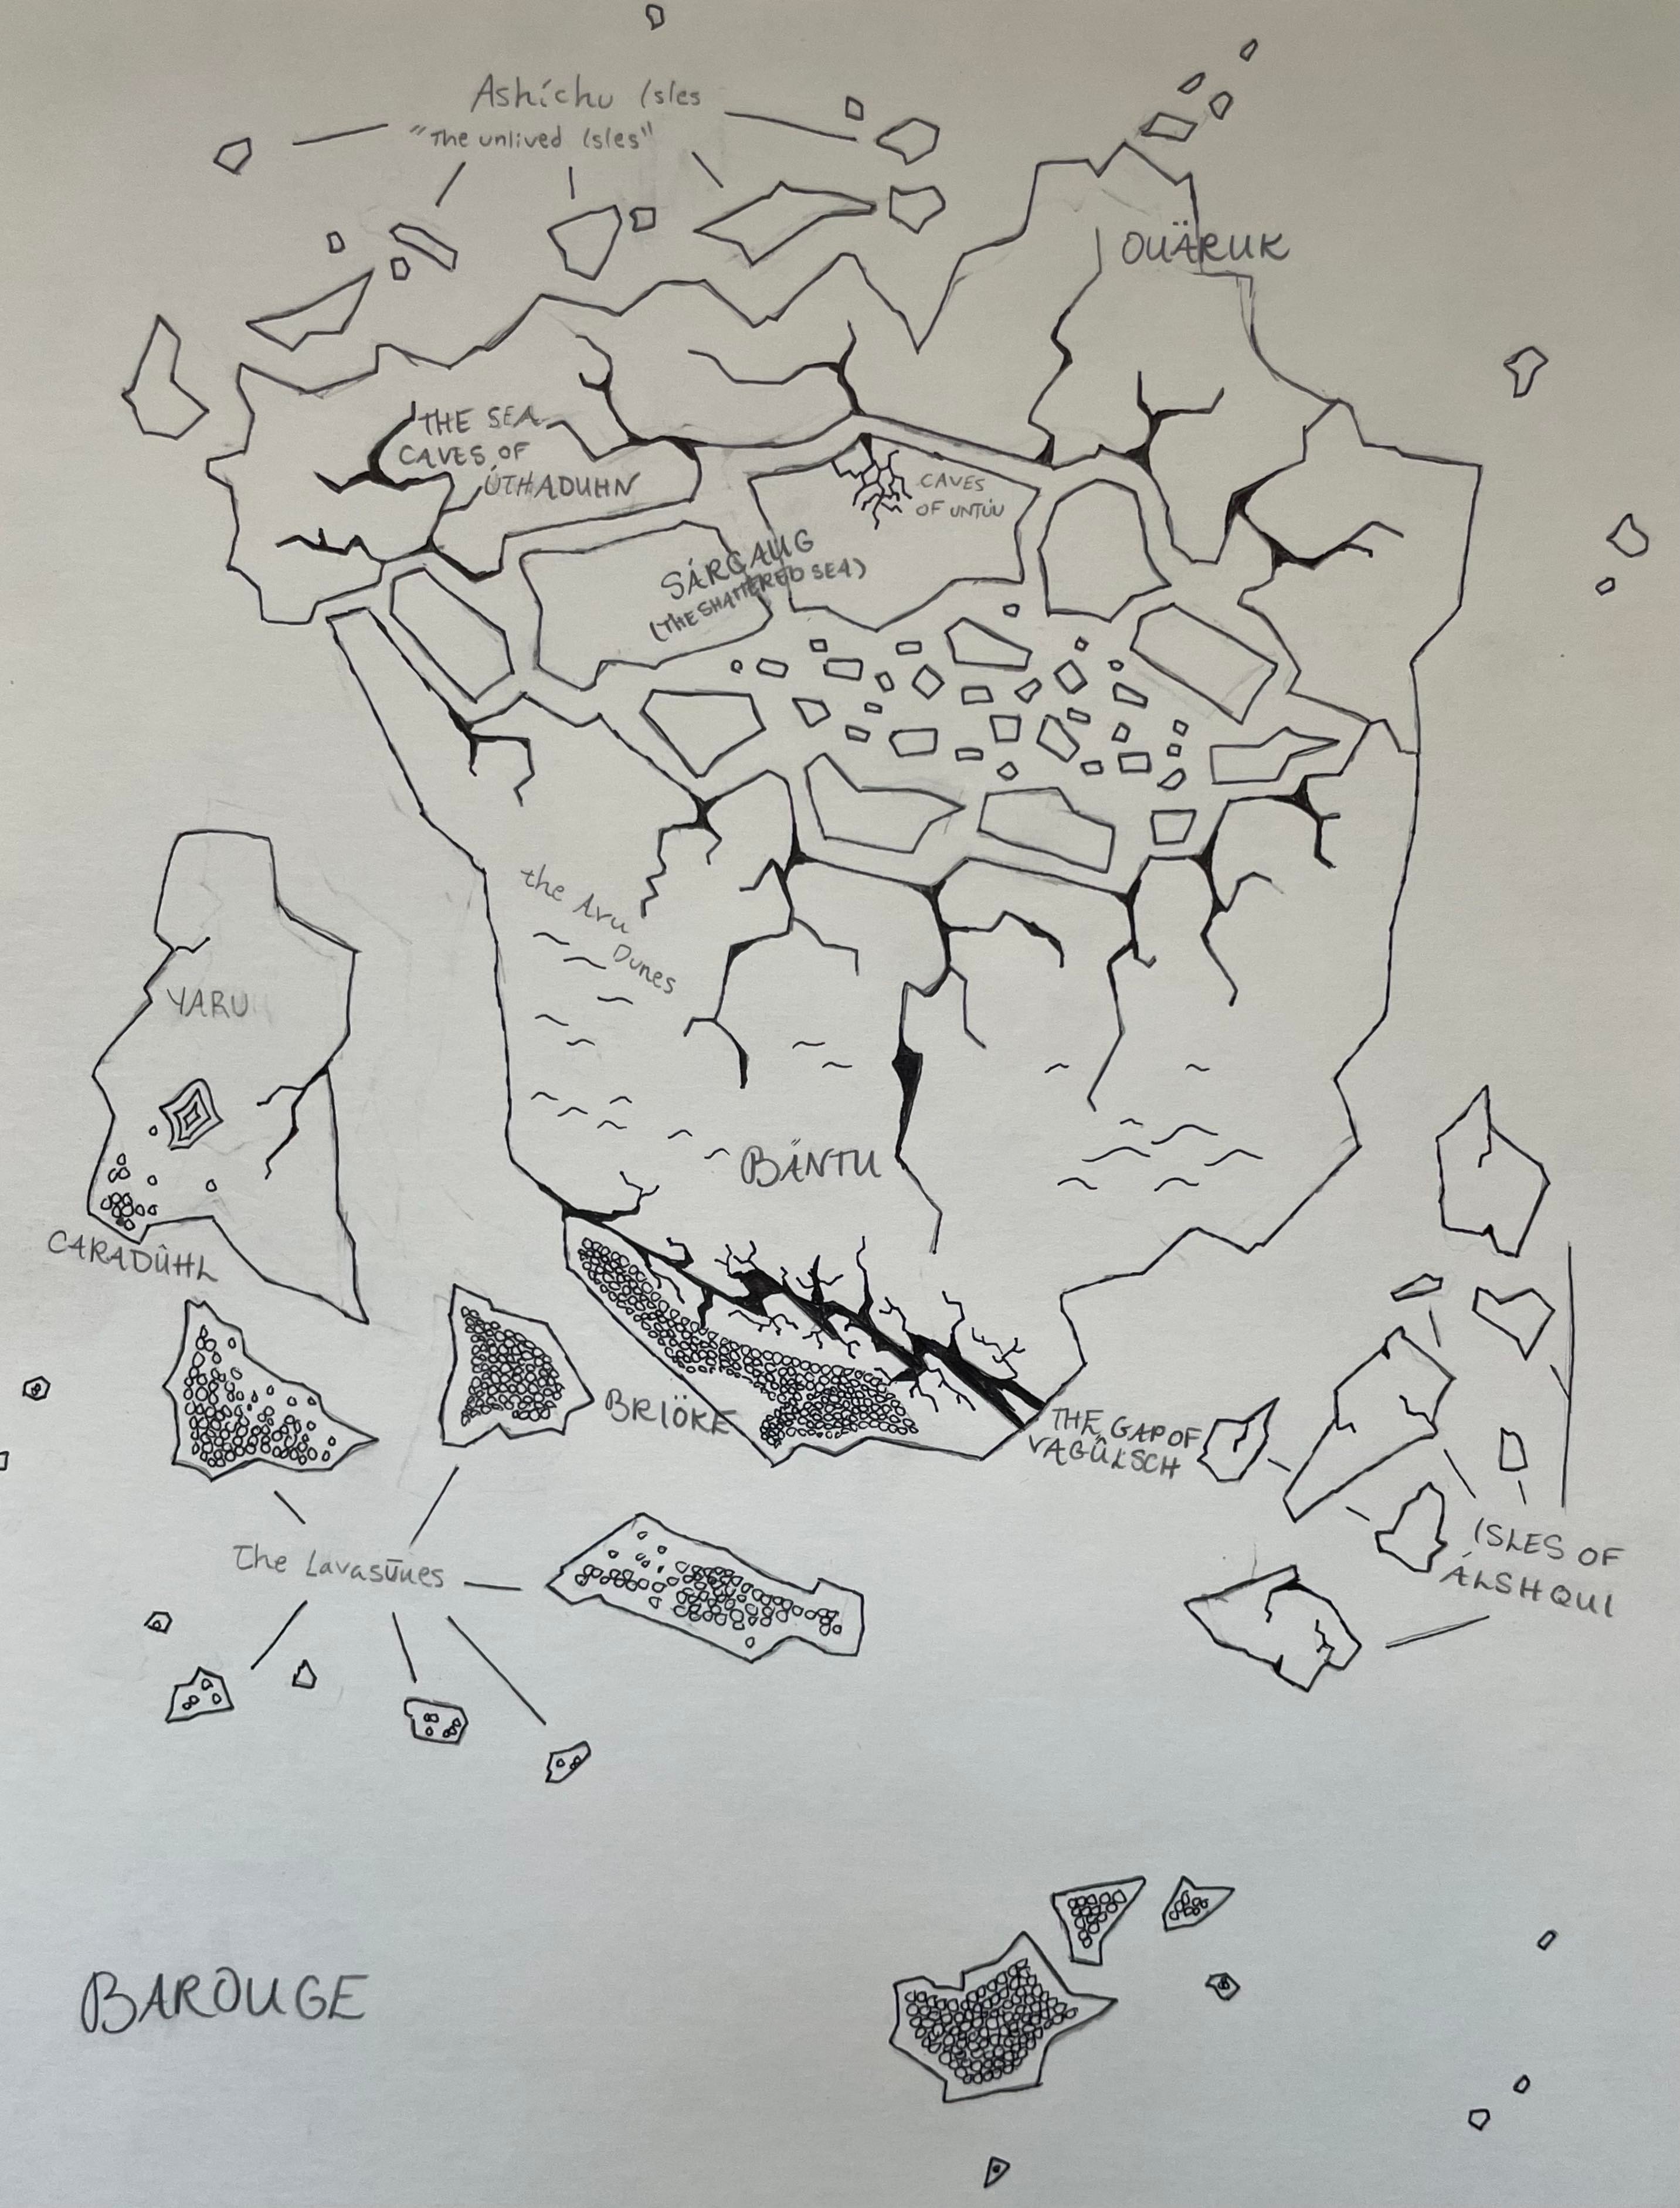 Ashíchu Isles
"The unlived Isles"
OUÄRUK
THE SEA
CAVES OF
ÚTHADUHN
CAVES
OF UNTÚU
SÁRGAUG
(THE SHATTERED SEA)
the Aru
Dunes
YARU
BÄNTU
CARADÛHL
BRIÖKE
THE GAP OF
VAGÛLSCH
ISLES OF
ÁLSHQUI
The Lavasūnes
BAROUGE